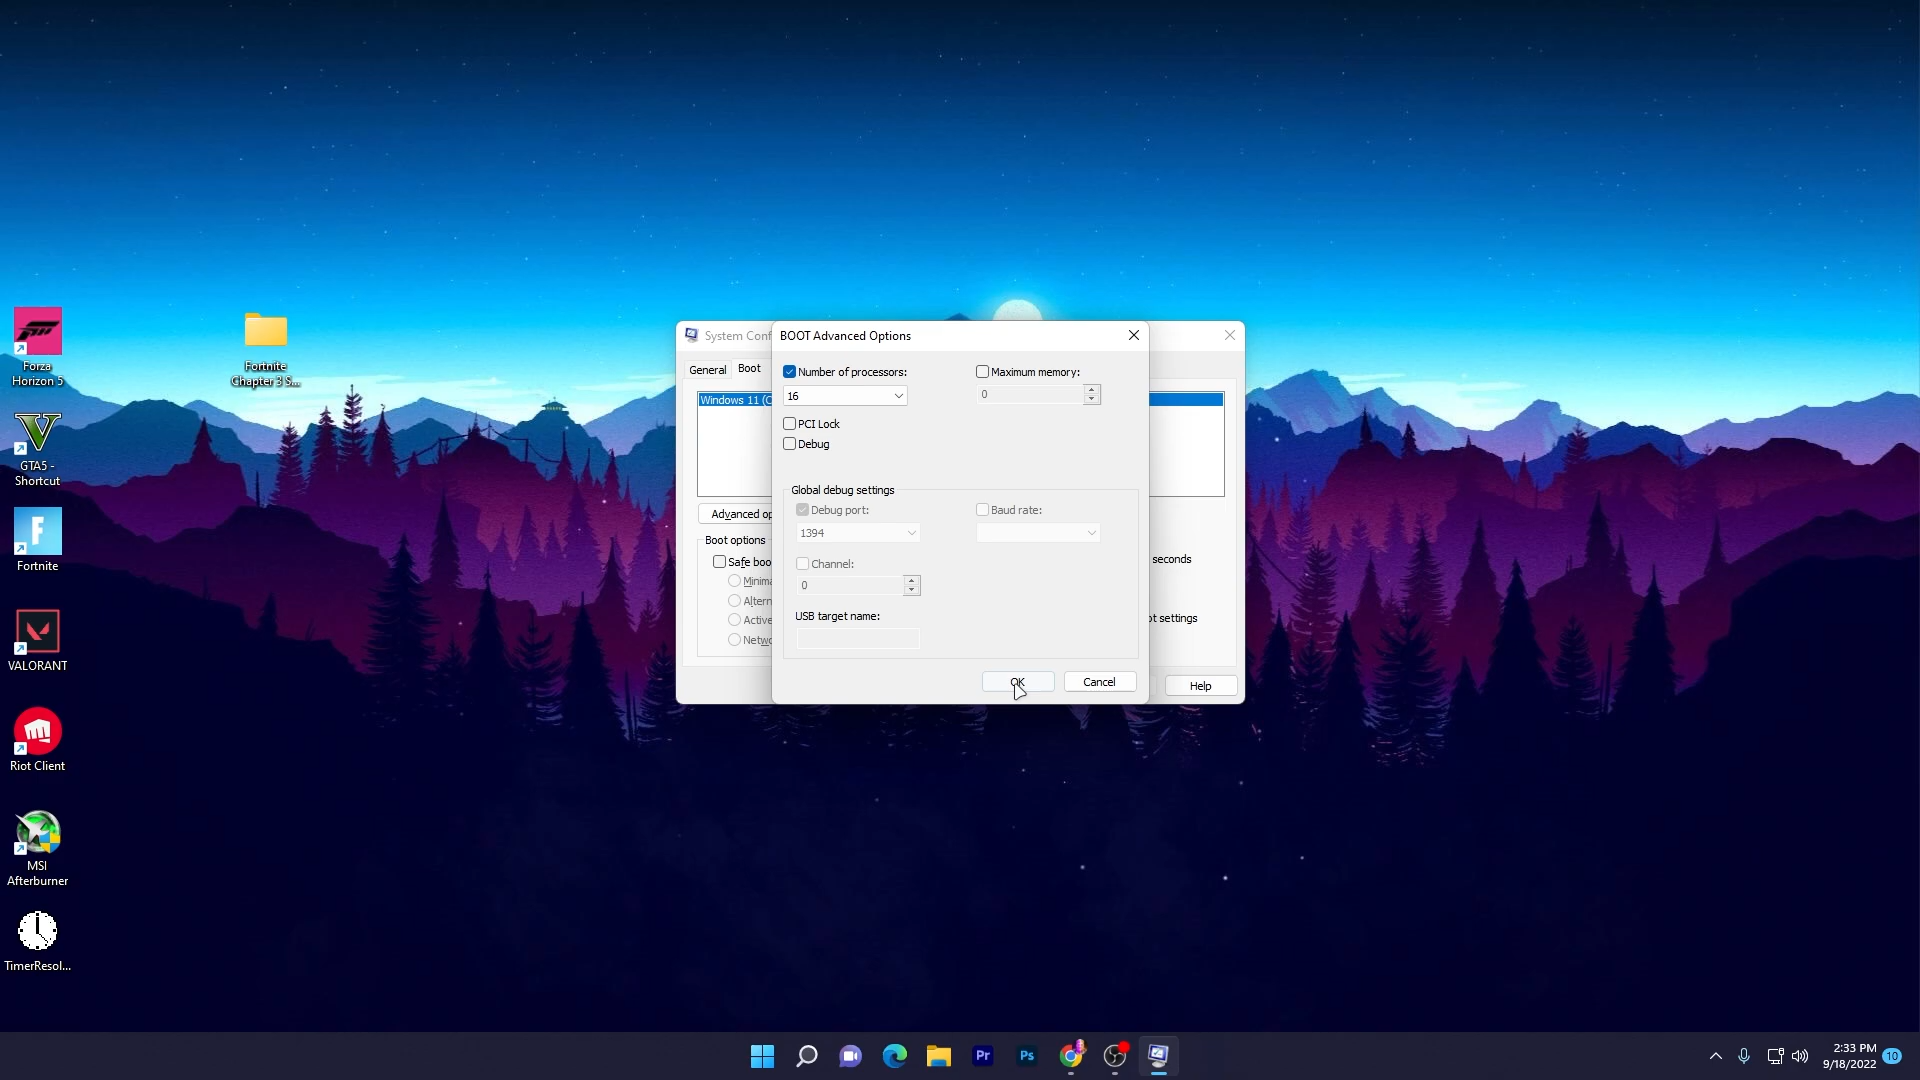 Forza
Horizon 5
GTA5 -
Shortcut
Fortnite
VALORANT
Riot Client
MSI
Afterburner
TimerResol...
Fortnite
Chapter 3 S...
System Conf
BOOT Advanced Options
General
Boot
Windows 11 (C
Advanced op
Boot options
Safe boo
Minima
Altern
Active
Netwo
Number of processors:
16
PCI Lock
Debug
Maximum memory:
0
Global debug settings
Debug port:
1394
Baud rate:
Channel:
0
USB target name:
OK
Cancel
seconds
ot settings
Help
Pr
Ps
2:33 PM
9/18/2022
10